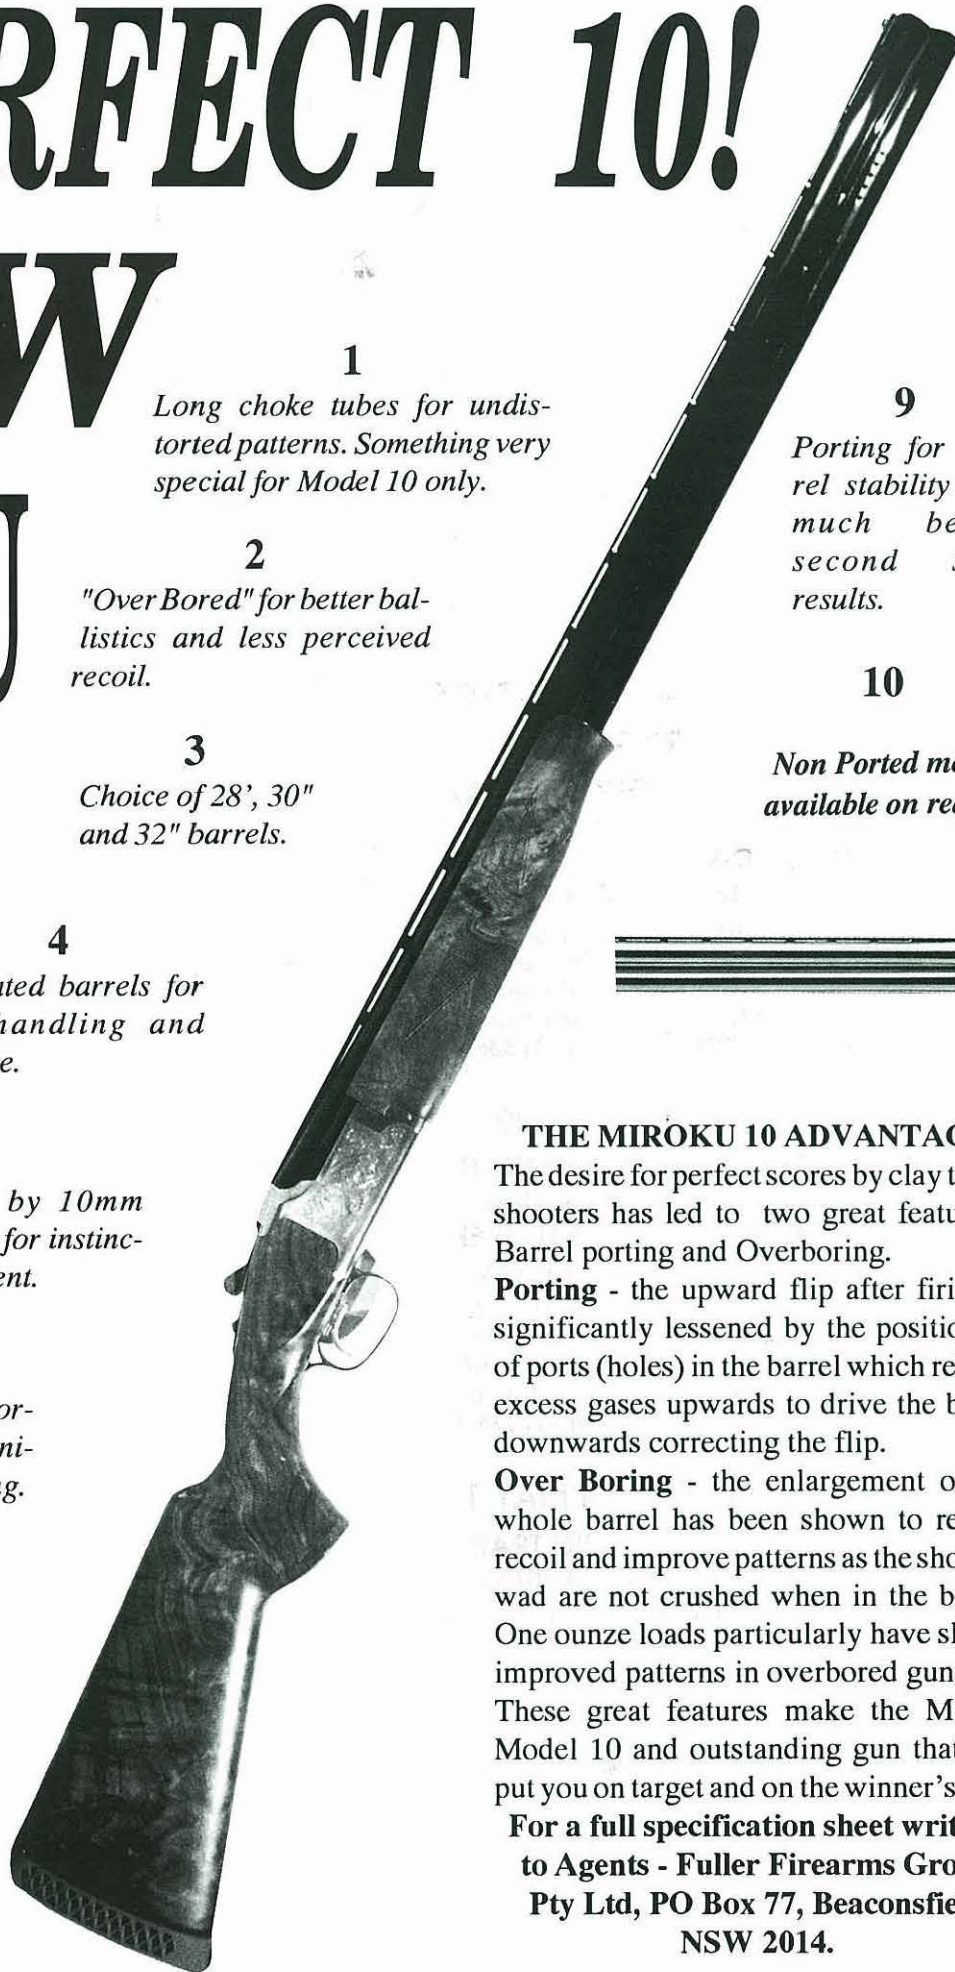 RFECT 10!
W
U
1
Long choke tubes for undis-
torted patterns. Something very
special for Model 10 only.
2
"Over Bored" for better bal-
listics and less perceived
recoil.
3
Choice of 28', 30"
and 32" barrels.
4
ated barrels for
handling and
e.
by 10mm
for instinc-
ent.
or-
ni-
g.
9
Porting for
rel stability
much be
second
results.
10
Non Ported mo
available on req
THE MIROKU 10 ADVANTAG
The desire for perfect scores by clay t
shooters has led to two great featu
Barrel porting and Overboring.
Porting - the upward flip after firi
significantly lessened by the positio
of ports (holes) in the barrel which re
excess gases upwards to drive the b
downwards correcting the flip.
Over Boring - the enlargement o
whole barrel has been shown to re
recoil and improve patterns as the sho
wad are not crushed when in the b
One ounze loads particularly have sh
improved patterns in overbored gun
These great features make the M
Model 10 and outstanding gun that
put you on target and on the winner's
For a full specification sheet writ
to Agents - Fuller Firearms Gro
Pty Ltd, PO Box 77, Beaconsfie
NSW 2014.